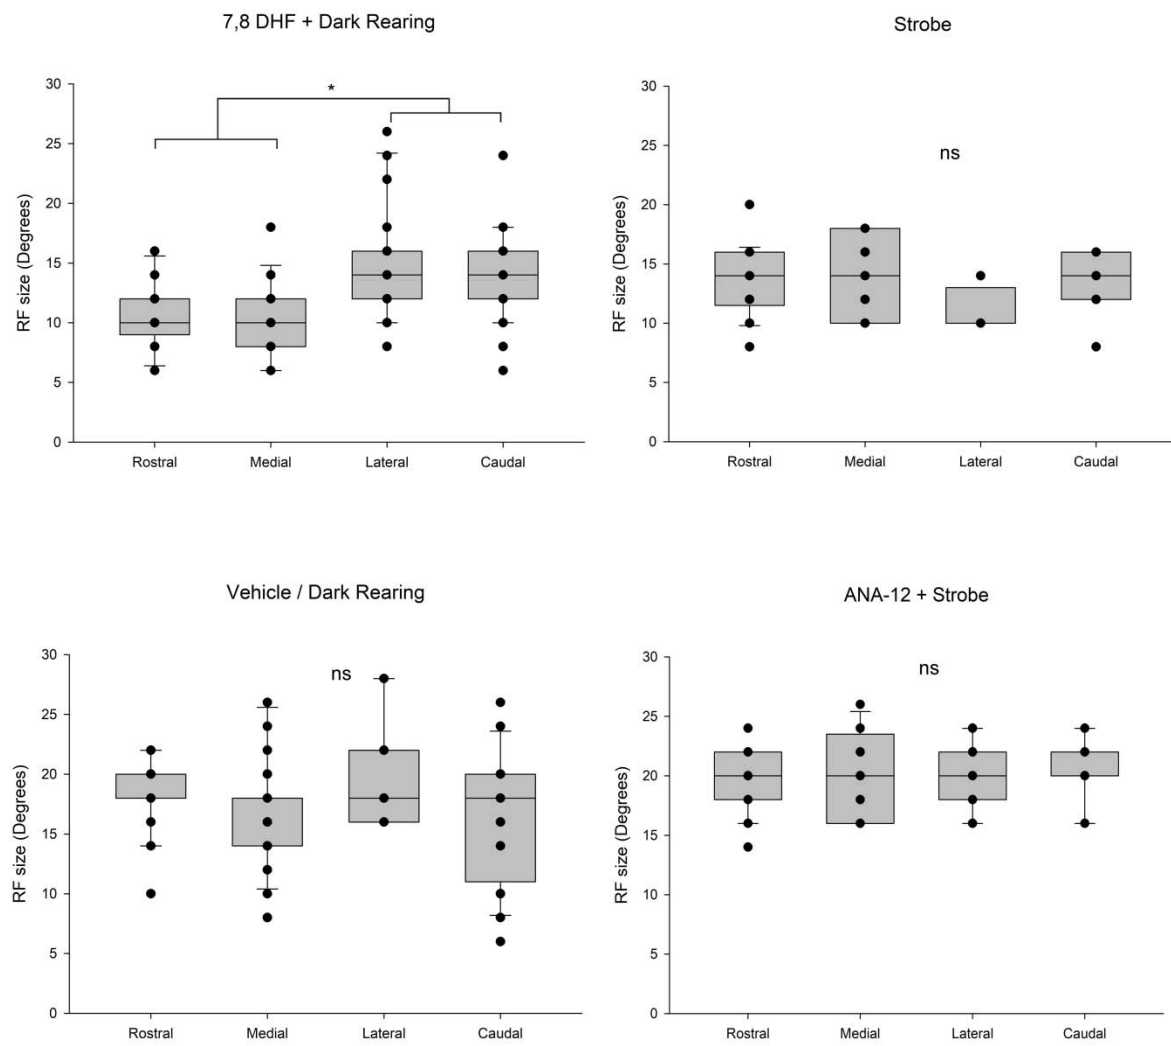 7,8 DHF + Dark Rearing
RF size (Degrees)
30
25
20
15
10
5
0
*
Rostral Medial Lateral Caudal
Strobe
RF size (Degrees)
30
25
20
15
10
5
0
ns
Rostral Medial Lateral Caudal
Vehicle / Dark Rearing
RF size (Degrees)
30
25
20
15
10
5
0
ns
Rostral Medial Lateral Caudal
ANA-12 + Strobe
RF size (Degrees)
30
25
20
15
10
5
0
ns
Rostral Medial Lateral Caudal